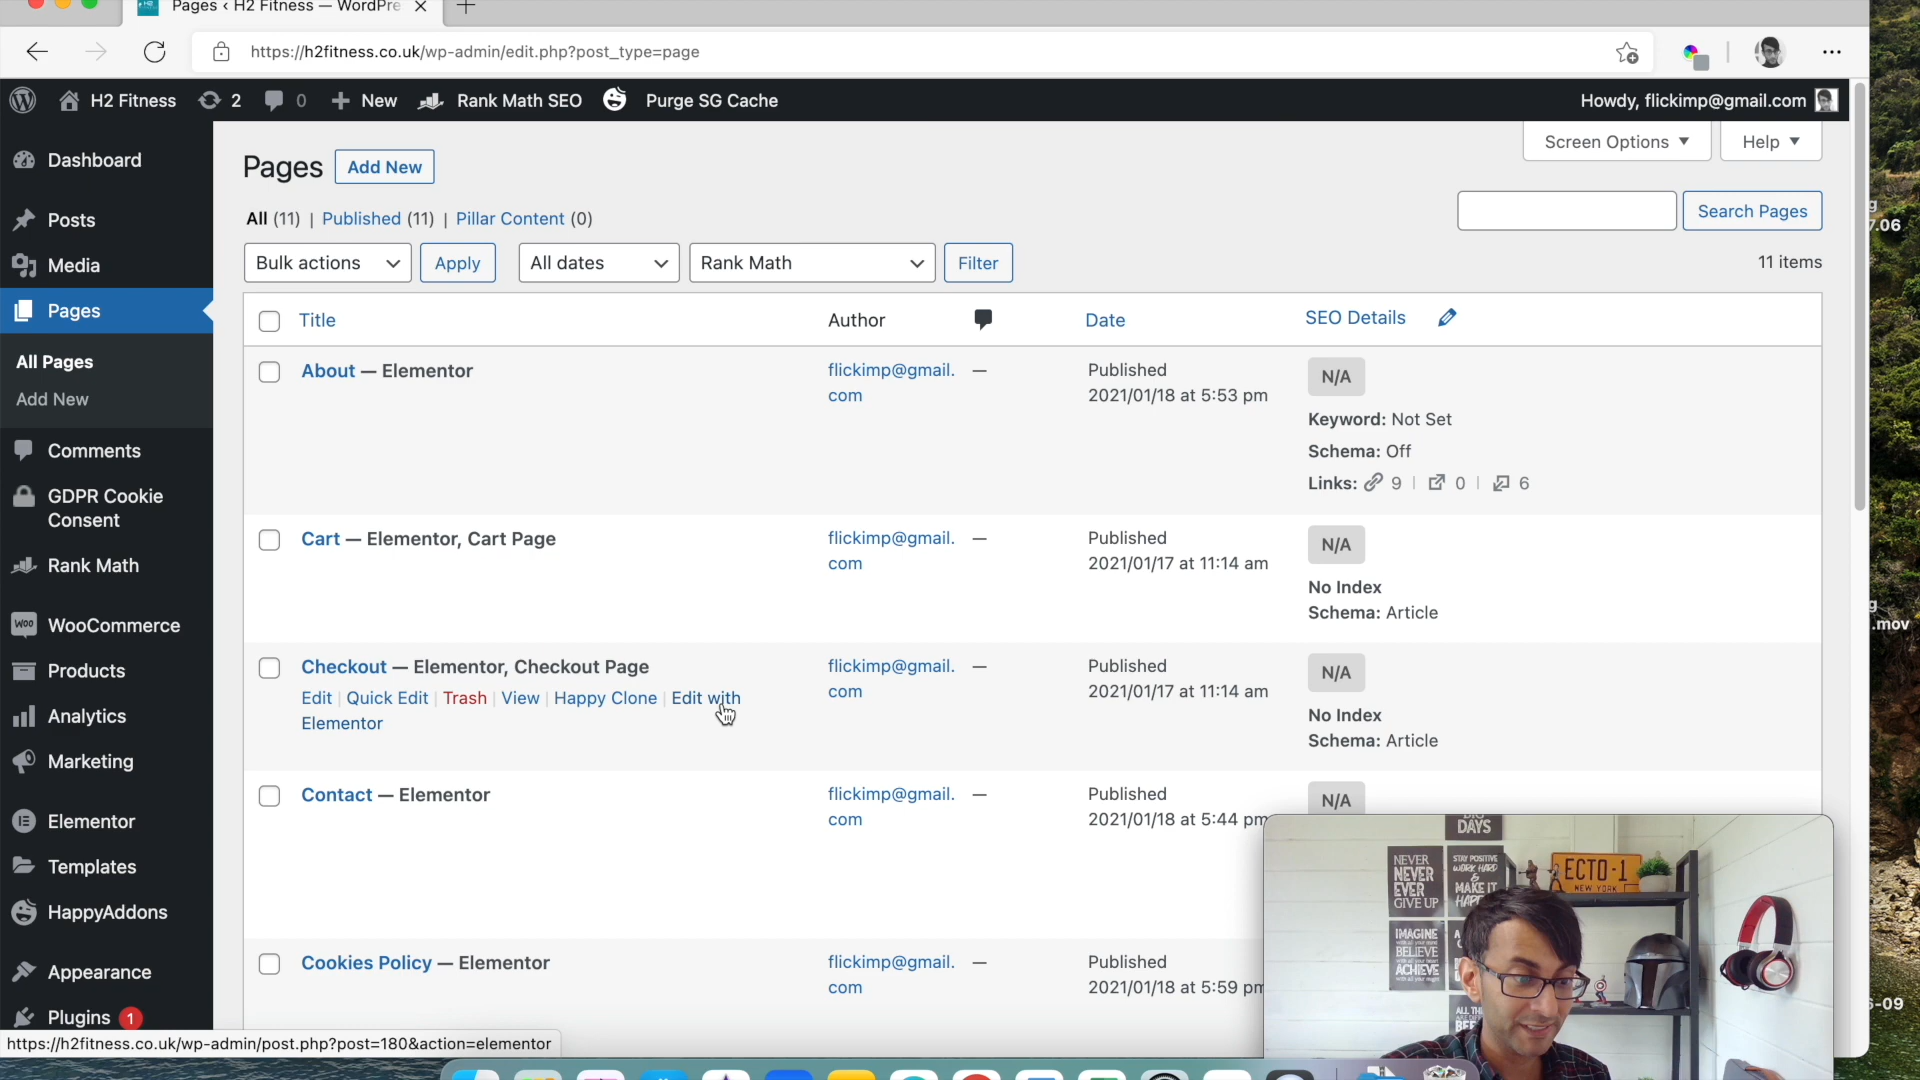 Pages < H2 Fitness — WordPre
https://h2fitness.co.uk/wp-admin/edit.php?post_type=page
H2 Fitness 2 0 New Rank Math SEO Purge SG Cache Howdy, flickimp@gmail.com
Dashboard
Posts
Media
Pages
All Pages
Add New
Comments
GDPR Cookie
Consent
Rank Math
WooCommerce
Products
Analytics
Marketing
Elementor
Templates
HappyAddons
Appearance
Plugins 1
Screen Options Help
Pages Add New
All (11) | Published (11) | Pillar Content (0)
Search Pages
Bulk actions Apply All dates Rank Math Filter 11 items
Title Author Date SEO Details
About — Elementor flickimp@gmail. — Published N/A
com 2021/01/18 at 5:53 pm
Keyword: Not Set
Schema: Off
Links: 9 | 0 | 6
Cart — Elementor, Cart Page flickimp@gmail. — Published N/A
com 2021/01/17 at 11:14 am
No Index
Schema: Article
Checkout — Elementor, Checkout Page flickimp@gmail. — Published N/A
Edit | Quick Edit | Trash | View | Happy Clone | Edit with com 2021/01/17 at 11:14 am
Elementor No Index
Schema: Article
Contact — Elementor flickimp@gmail. — Published N/A
com 2021/01/18 at 5:44 pm
Cookies Policy — Elementor flickimp@gmail. — Published
com 2021/01/18 at 5:59 pm
https://h2fitness.co.uk/wp-admin/post.php?post=180&action=elementor
DAYS
NEVER
NEVER
EVER
GIVE UP
STAY POSITIVE
WORK HARD
&
MAKE IT
ECTO-1
NEW YORK
IMAGINE
BELIEVE
ACHIEVE
7.06
.mov
-09